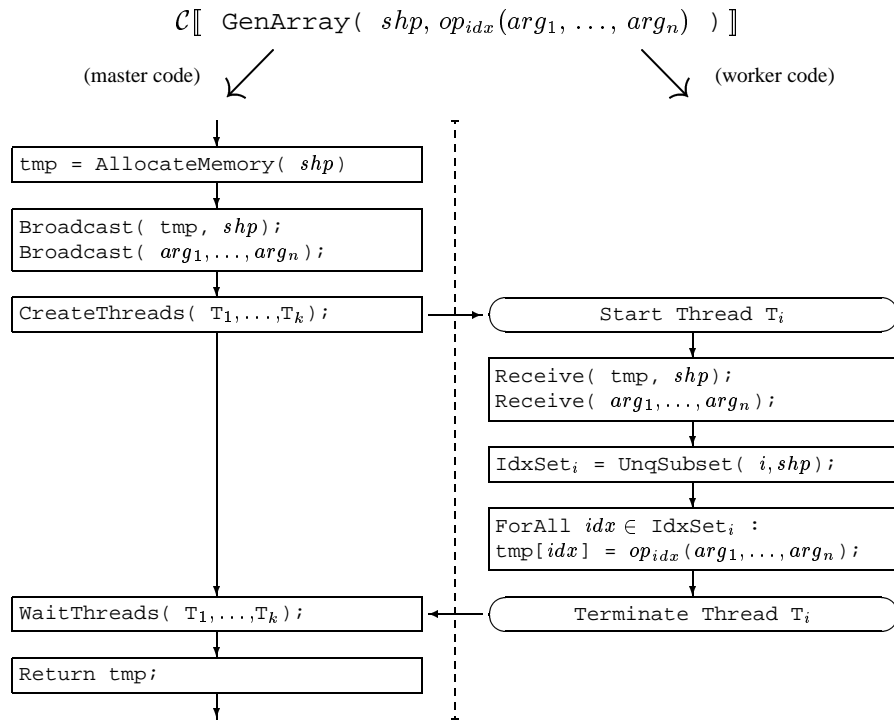 𝒞⟦ GenArray( shp, op_idx(arg_1, ..., arg_n) ) ⟧
(master code)
(worker code)
tmp = AllocateMemory( shp)
Broadcast( tmp, shp);
Broadcast( arg_1,...,arg_n);
CreateThreads( T_1,...,T_k);
Start Thread T_i
Receive( tmp, shp);
Receive( arg_1,...,arg_n);
IdxSet_i = UnqSubset( i,shp);
ForAll idx ∈ IdxSet_i :
tmp[idx] = op_idx(arg_1,...,arg_n);
WaitThreads( T_1,...,T_k);
Terminate Thread T_i
Return tmp;